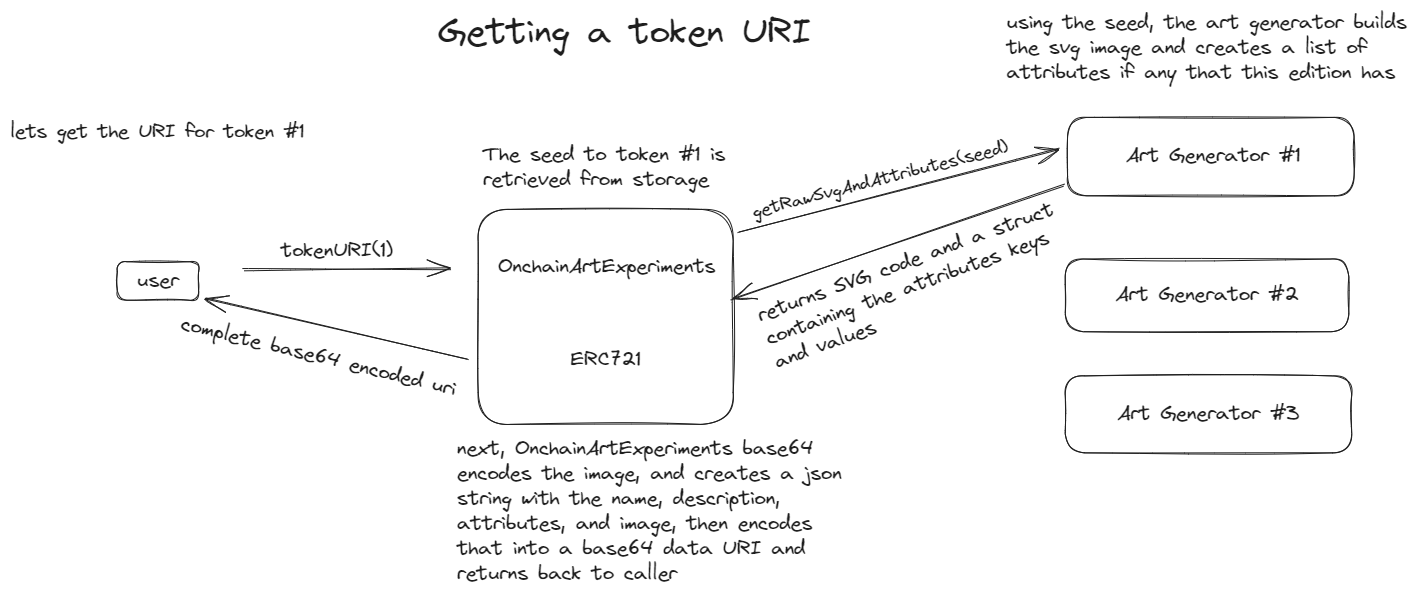 Getting a token URI
using the seed, the art generator builds
the svg image and creates a list of
attributes if any that this edition has
lets get the URI for token #1
The seed to token #1 is
retrieved from storage
getRawSvgAndAttributes(seed)
Art Generator #1
tokenURI(1)
user
OnchainArtExperiments
returns SVG code and a struct
containing the attributes keys
and values
Art Generator #2
complete base64 encoded uri
ERC721
Art Generator #3
next, OnchainArtExperiments base64
encodes the image, and creates a json
string with the name, description,
attributes, and image, then encodes
that into a base64 data URI and
returns back to caller